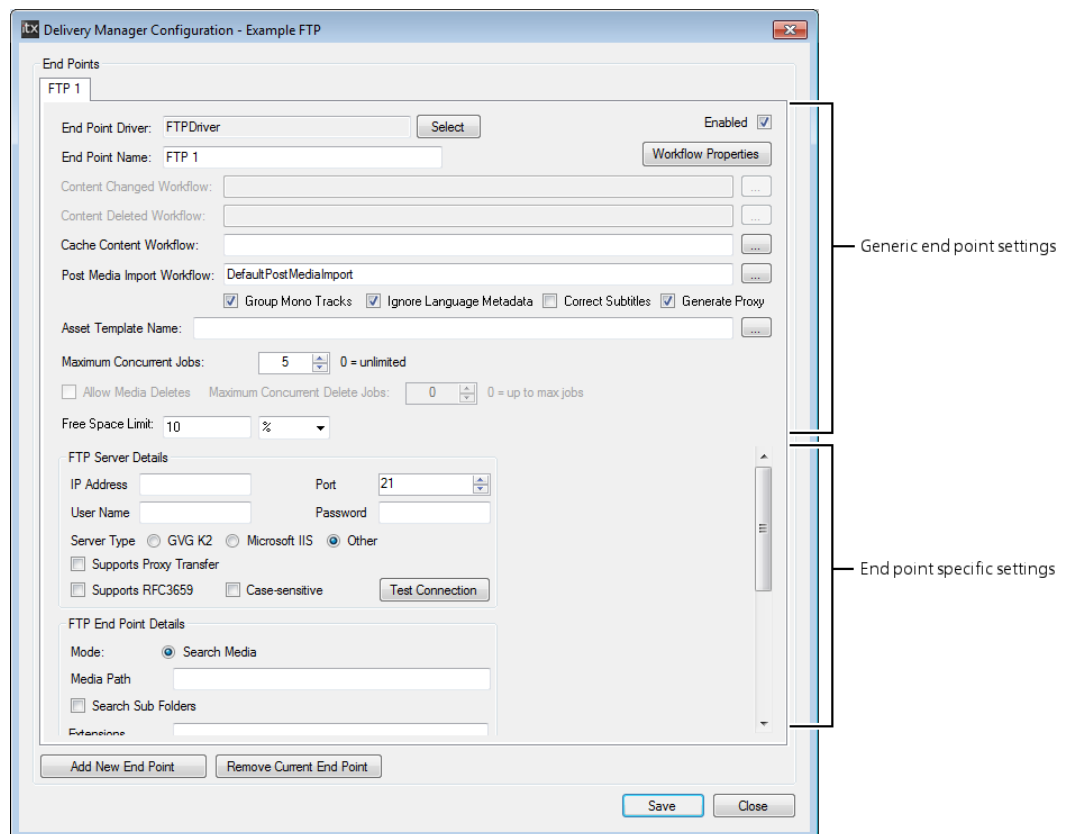 itx Delivery Manager Configuration - Example FTP
End Points
FTP 1
End Point Driver: FTPDriver Select Enabled
End Point Name: FTP 1 Workflow Properties
Content Changed Workflow: ...
Content Deleted Workflow: ...
Cache Content Workflow: ...
Generic end point settings
Post Media Import Workflow: DefaultPostMediaImport ...
Group Mono Tracks Ignore Language Metadata Correct Subtitles Generate Proxy
Asset Template Name: ...
Maximum Concurrent Jobs: 5 0 = unlimited
Allow Media Deletes Maximum Concurrent Delete Jobs: 0 0 = up to max jobs
Free Space Limit: 10 %
FTP Server Details
IP Address Port 21
User Name Password
Server Type GVG K2 Microsoft IIS Other
Supports Proxy Transfer
End point specific settings
Supports RFC3659 Case-sensitive Test Connection
FTP End Point Details
Mode: Search Media
Media Path
Search Sub Folders
Extensions
Add New End Point Remove Current End Point
Save Close